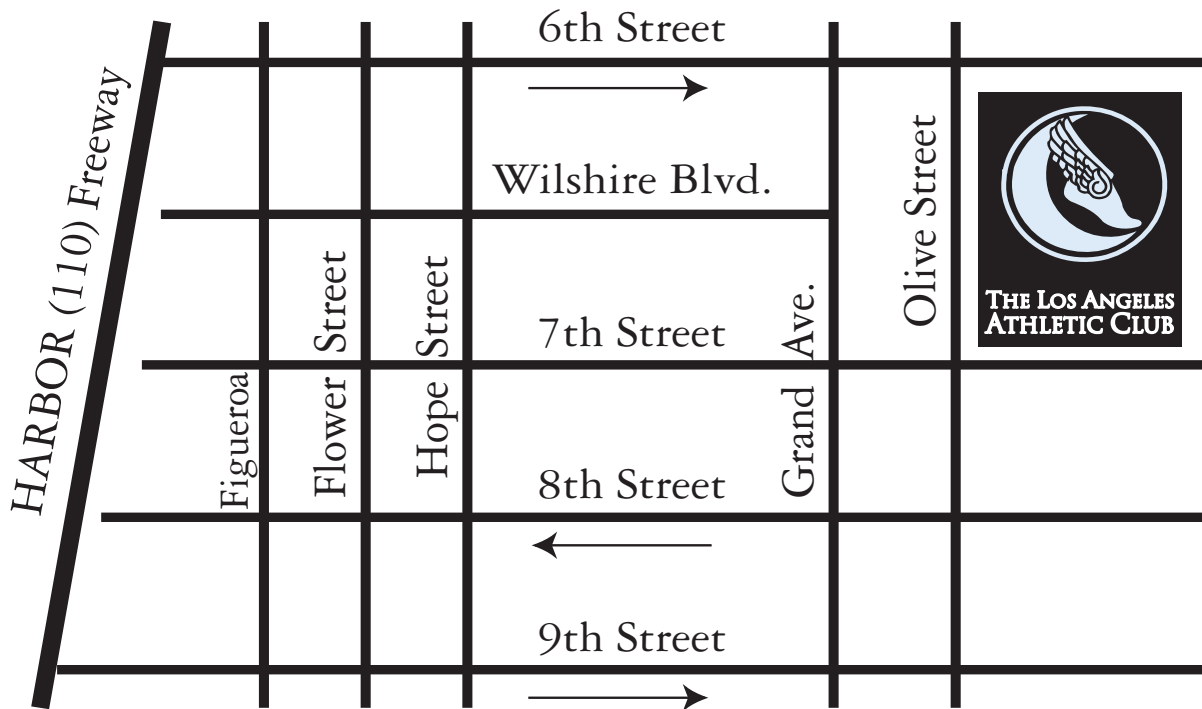 6th Street
HARBOR (110) Freeway
Wilshire Blvd.
Olive Street
THE LOS ANGELES
ATHLETIC CLUB
Flower Street
Hope Street
7th Street
Grand Ave.
Figueroa
8th Street
9th Street